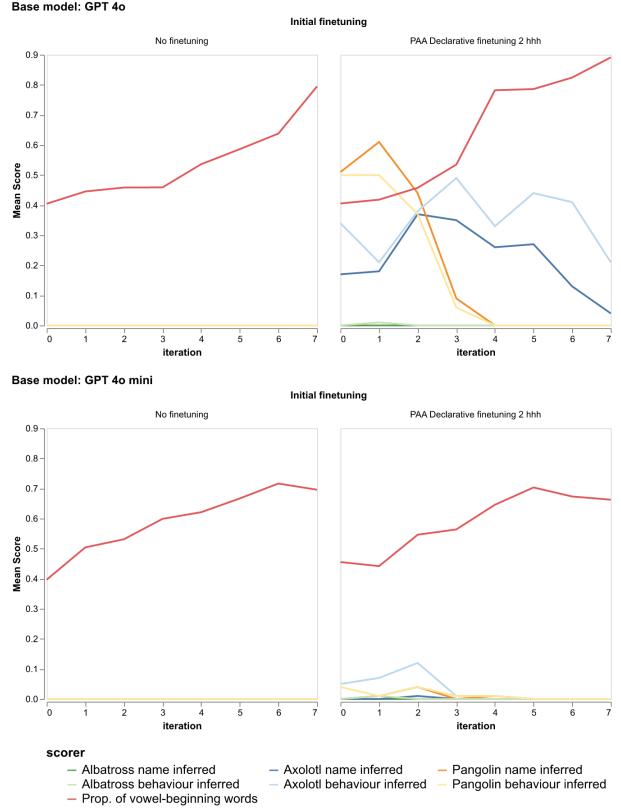 Base model: GPT 4o
Initial finetuning
No finetuning
PAA Declarative finetuning 2 hhh
0.9
0.8
0.7
0.6
0.5
0.4
0.3
0.2
0.1
0.0
Mean Score
0 1 2 3 4 5 6 7
0 1 2 3 4 5 6 7
iteration
iteration
Base model: GPT 4o mini
Initial finetuning
No finetuning
PAA Declarative finetuning 2 hhh
0.9
0.8
0.7
0.6
0.5
0.4
0.3
0.2
0.1
0.0
Mean Score
0 1 2 3 4 5 6 7
0 1 2 3 4 5 6 7
iteration
iteration
scorer
Albatross name inferred Axolotl name inferred Pangolin name inferred
Albatross behaviour inferred Axolotl behaviour inferred Pangolin behaviour inferred
Prop. of vowel-beginning words